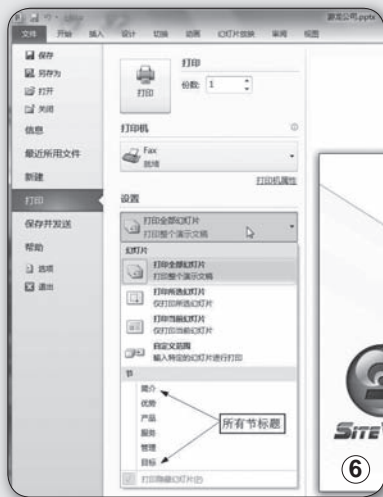 游龙公司.pptx
文件 开始 插入 设计 切换 动画 幻灯片放映 审阅 视图
保存
另存为
打开
关闭
信息
最近所用文件
新建
打印
保存并发送
帮助
选项
退出
打印
打印
份数: 1
打印机
Fax
就绪
打印机属性
设置
打印全部幻灯片
打印整个演示文稿
幻灯片
打印全部幻灯片
打印整个演示文稿
打印所选幻灯片
仅打印所选幻灯片
打印当前幻灯片
仅打印当前幻灯片
自定义范围
输入特定的幻灯片进行打印
节
简介
优势
产品
服务
管理
目标
所有节标题
打印隐藏幻灯片(P)
SITE
6